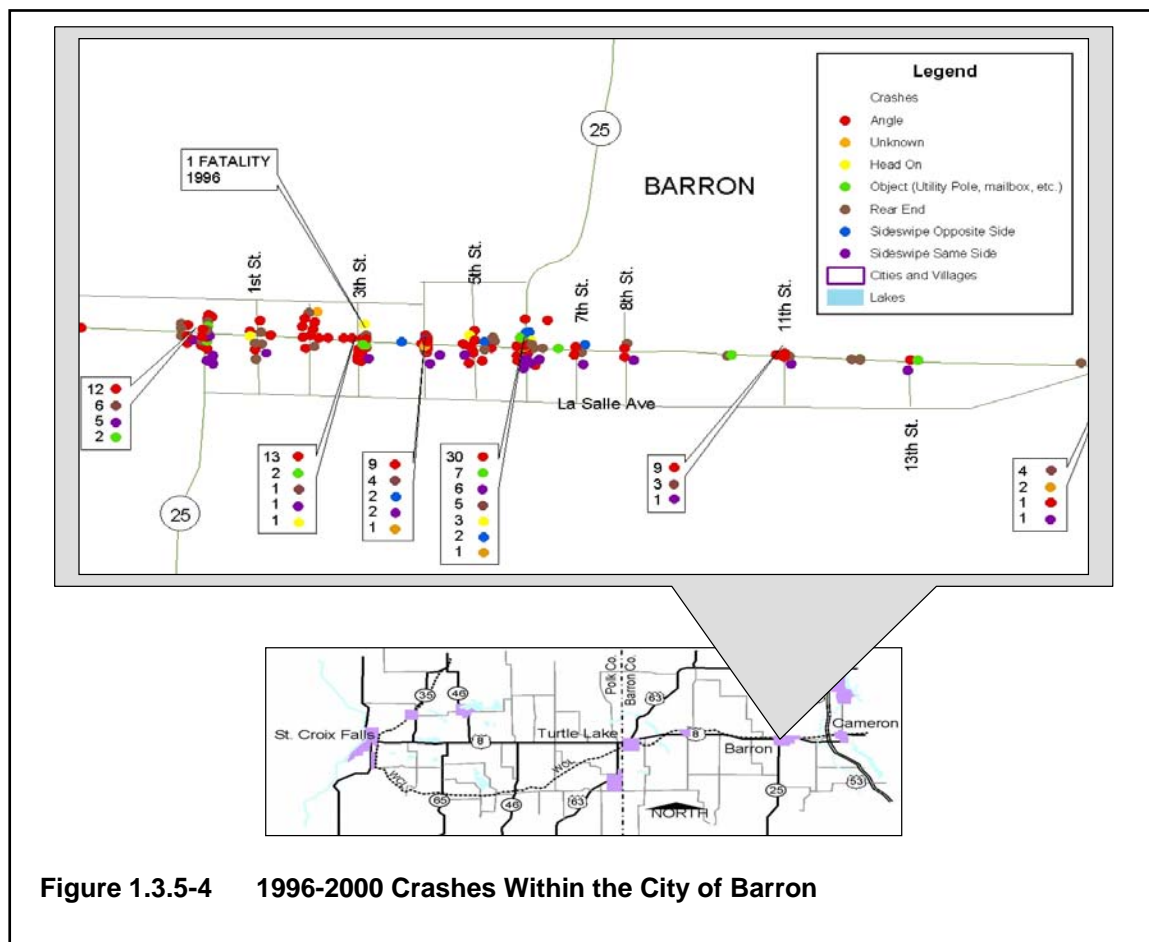 Legend
Crashes
Angle
Unknown
Head On
Object (Utility Pole, mailbox, etc.)
Rear End
Sideswipe Opposite Side
Sideswipe Same Side
Cities and Villages
Lakes
25
1 FATALITY
1996
BARRON
1st St.
3th St.
5th St.
7th St.
8th St.
11th St.
13th St.
La Salle Ave
25
12
6
5
2
13
2
1
1
1
9
4
2
2
1
30
7
6
5
3
2
1
9
3
1
4
2
1
1
35
46
Polk Co.
Barron Co.
63
St. Croix Falls
8
Turtle Lake
8
Barron
Cameron
WCL
WCL
65
46
63
25
53
NORTH
Figure 1.3.5-4 1996-2000 Crashes Within the City of Barron